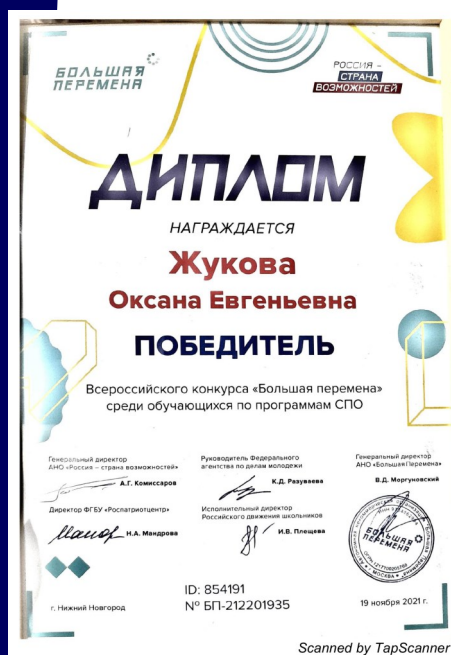 БОЛЬШАЯ
ПЕРЕМЕНА
РОССИЯ –
СТРАНА
ВОЗМОЖНОСТЕЙ
ДИПЛОМ
НАГРАЖДАЕТСЯ
Жукова
Оксана Евгеньевна
ПОБЕДИТЕЛЬ
Всероссийского конкурса «Большая перемена»
среди обучающихся по программам СПО
Генеральный директор
АНО «Россия – страна возможностей»
А.Г. Комиссаров
Руководитель Федерального
агентства по делам молодежи
К.Д. Разуваева
Генеральный директор
АНО «Большая Перемена»
В.Д. Моргуновский
Директор ФГБУ «Роспатриотцентр»
Н.А. Мандрова
Исполнительный директор
Российского движения школьников
И.В. Плещева
БОЛЬШАЯ
ПЕРЕМЕНА
МОСКВА
г. Нижний Новгород
ID: 854191
№ БП-212201935
19 ноября 2021 г.
Scanned by TapScanner